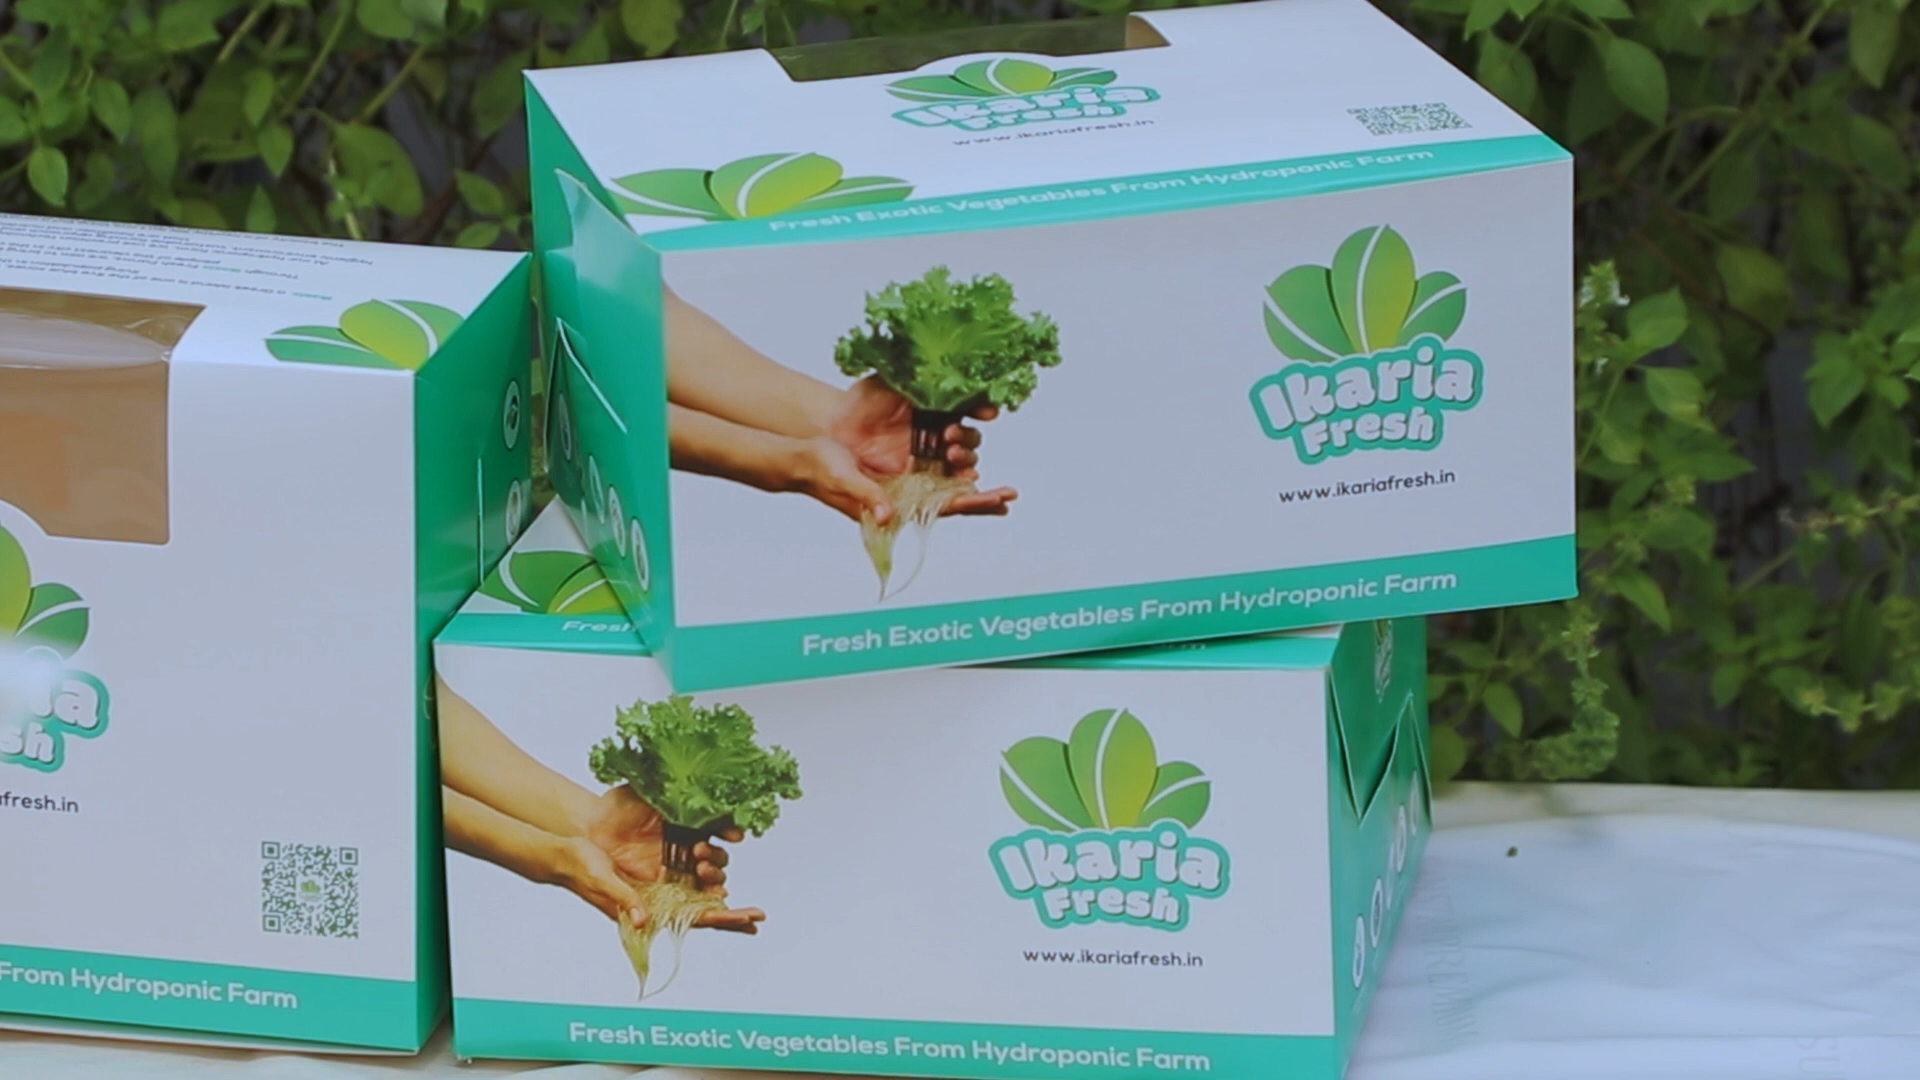 Ikaria
Fresh
www.ikariafresh.in
Fresh Exotic Vegetables From Hydroponic Farm
Ikaria
Fresh
www.ikariafresh.in
Fresh Exotic Vegetables From Hydroponic Farm
a
sh
afresh.in
From Hydroponic Farm
Fresh
Ikaria
Fresh
www.ikariafresh.in
Fresh Exotic Vegetables From Hydroponic Farm